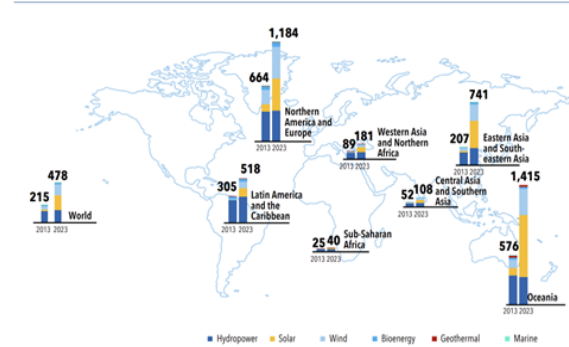 1,184
664
Northern
America and
Europe
2013 2023
89 181
Western Asia
and Northern
Africa
2013 2023
741
207
Eastern Asia
and South-
eastern Asia
2013 2023
215
478
World
2013 2023
305
518
Latin America
and the
Caribbean
2013 2023
25 40
Sub-Saharan
Africa
2013 2023
52 108
Central Asia
and Southern
Asia
2013 2023
1,415
576
Oceania
2013 2023
Hydropower Solar Wind Bioenergy Geothermal Marine